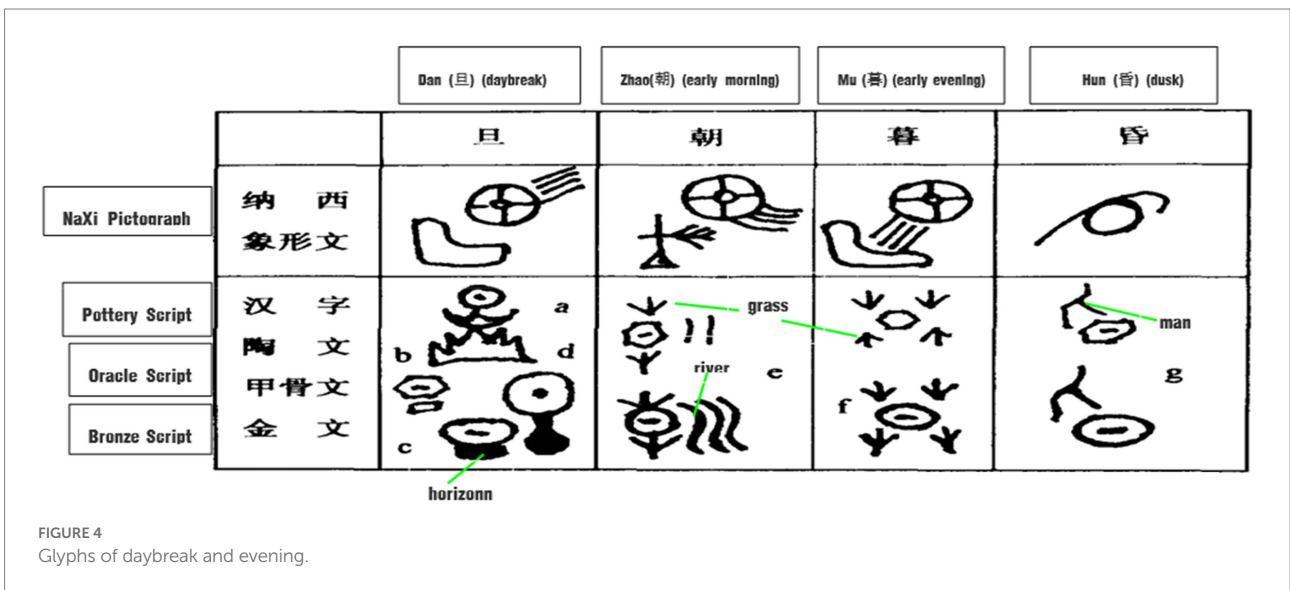 Dan (旦) (daybreak)
Zhao(朝) (early morning)
Mu (暮) (early evening)
Hun (昏) (dusk)
旦 朝 暮 昏
NaXi Pictograph
纳 西
象形文
Pottery Script
Oracle Script
Bronze Script
汉 字
陶 文
甲骨文
金 文
a
b
d
c
horizonn
grass
river
e
f
man
g
FIGURE 4
Glyphs of daybreak and evening.